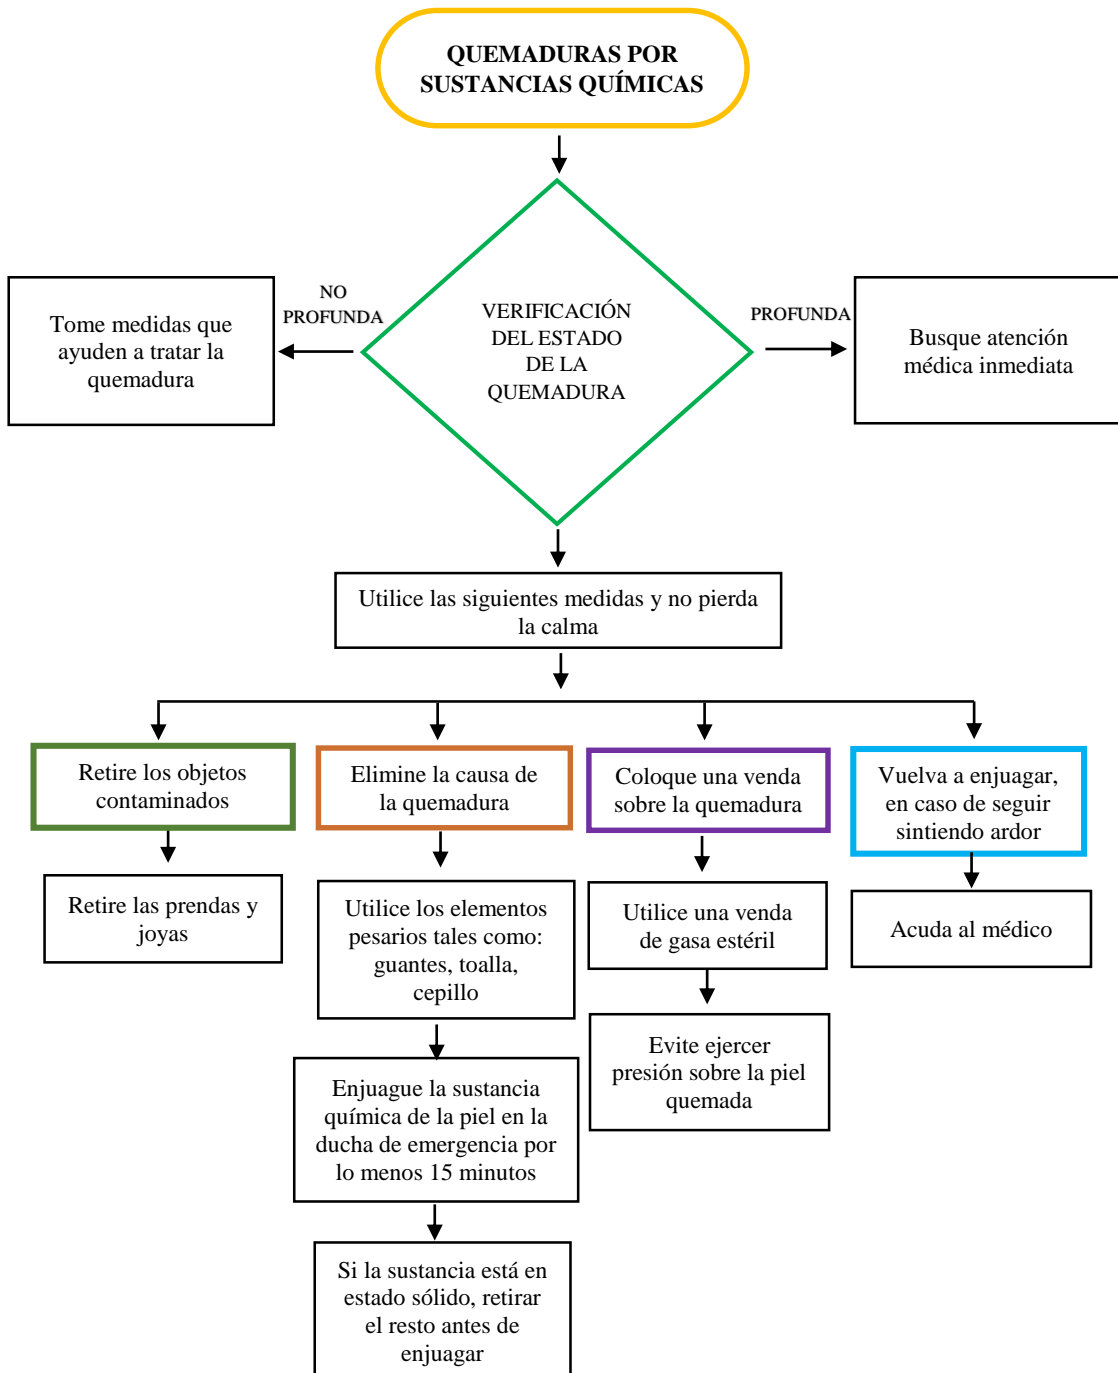 QUEMADURAS POR
SUSTANCIAS QUÍMICAS
NO
PROFUNDA
PROFUNDA
VERIFICACIÓN
DEL ESTADO
DE LA
QUEMADURA
Tome medidas que
ayuden a tratar la
quemadura
Busque atención
médica inmediata
Utilice las siguientes medidas y no pierda
la calma
Retire los objetos
contaminados
Elimine la causa de
la quemadura
Coloque una venda
sobre la quemadura
Vuelva a enjuagar,
en caso de seguir
sintiendo ardor
Retire las prendas y
joyas
Utilice los elementos
pesarios tales como:
guantes, toalla,
cepillo
Utilice una venda
de gasa estéril
Acuda al médico
Evite ejercer
presión sobre la piel
quemada
Enjuague la sustancia
química de la piel en la
ducha de emergencia por
lo menos 15 minutos
Si la sustancia está en
estado sólido, retirar
el resto antes de
enjuagar